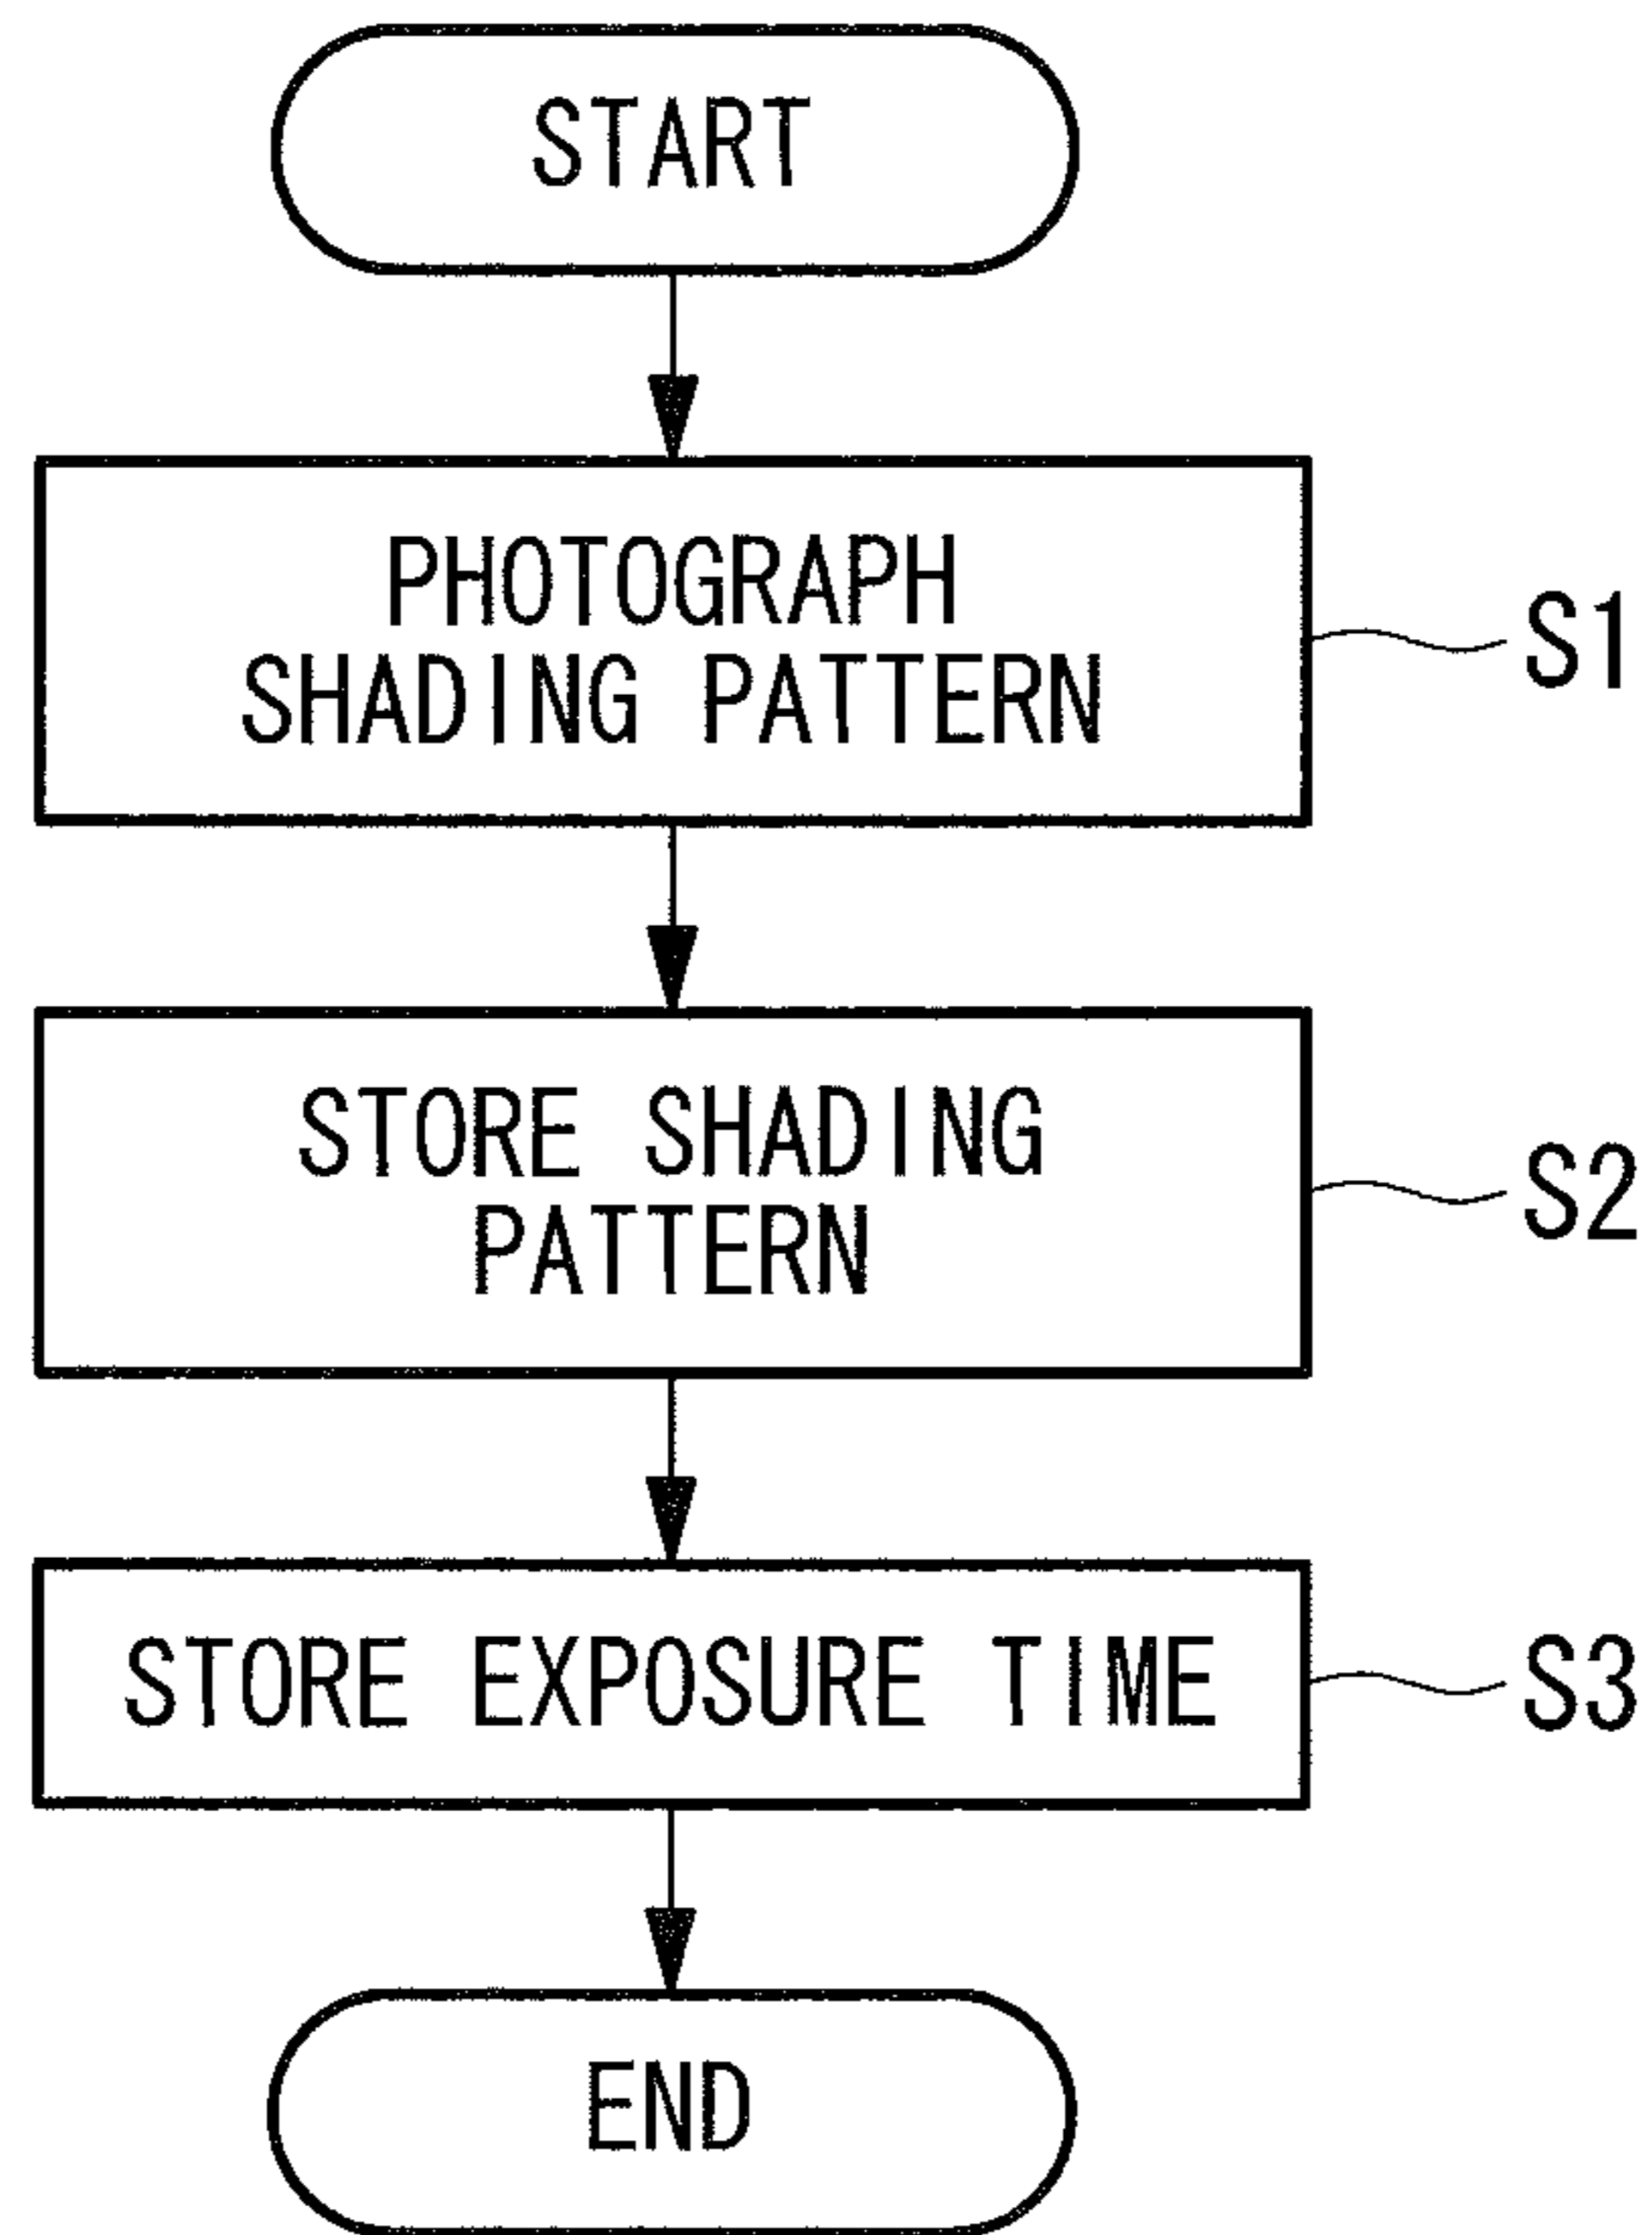 START
PHOTOGRAPH
SHADING PATTERN
S1
STORE SHADING
PATTERN
S2
STORE EXPOSURE TIME
S3
END